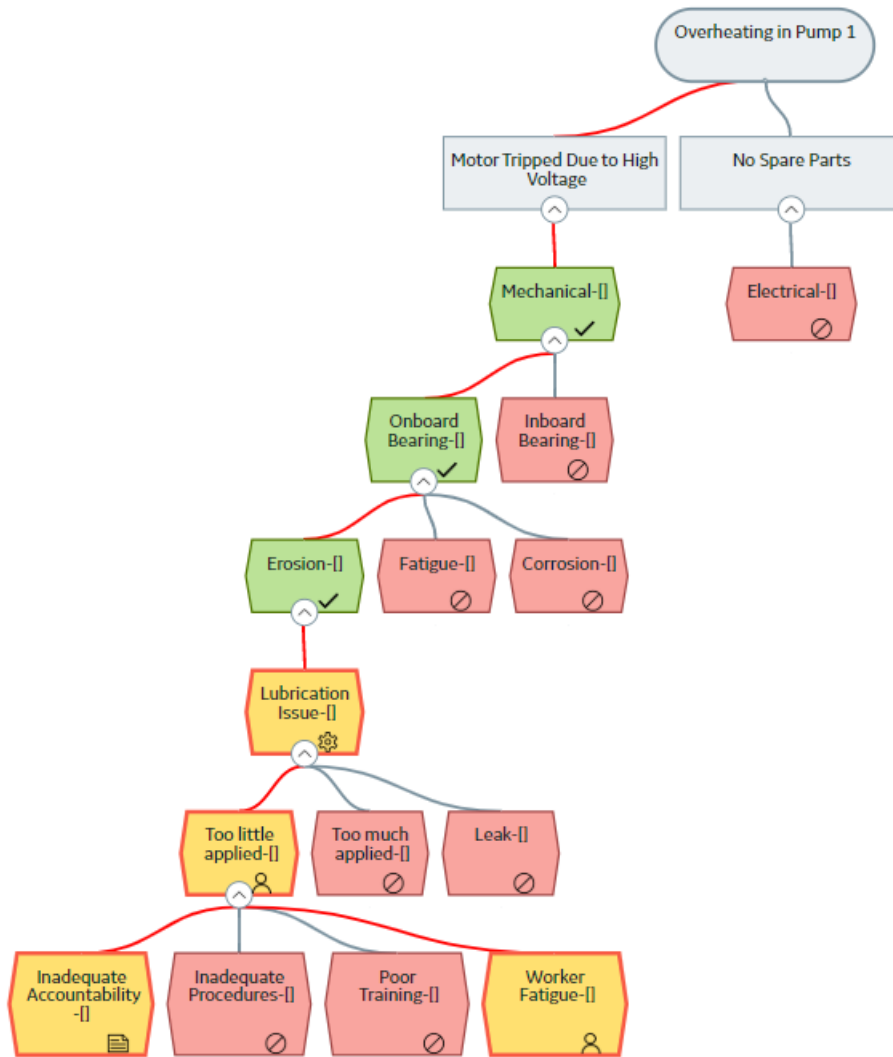 Overheating in Pump 1
Motor Tripped Due to High
Voltage
No Spare Parts
Mechanical-[]
Electrical-[]
Onboard
Bearing-[]
Inboard
Bearing-[]
Erosion-[]
Fatigue-[]
Corrosion-[]
Lubrication
Issue-[]
Too little
applied-[]
Too much
applied-[]
Leak-[]
Inadequate
Accountability
-[]
Inadequate
Procedures-[]
Poor
Training-[]
Worker
Fatigue-[]